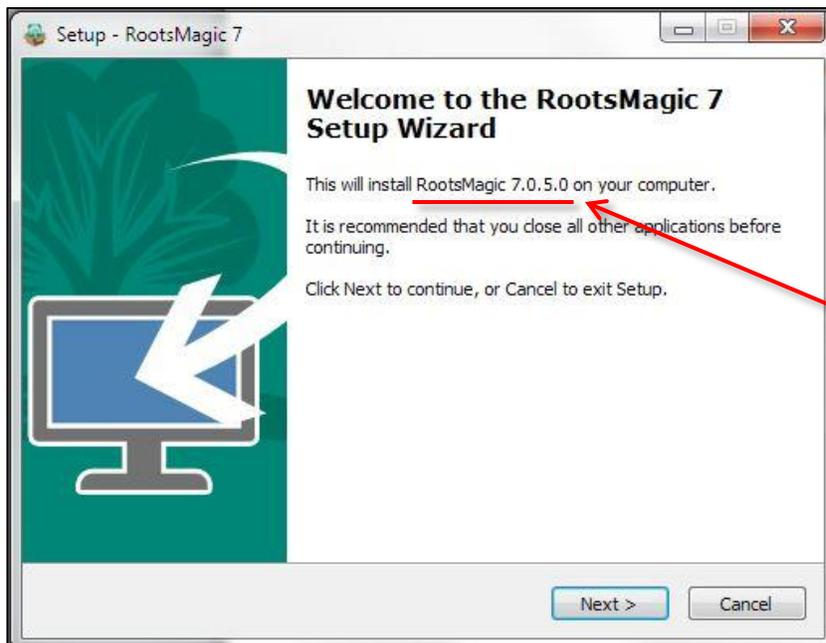 Setup - RootsMagic 7
Welcome to the RootsMagic 7
Setup Wizard
This will install RootsMagic 7.0.5.0 on your computer.
It is recommended that you close all other applications before
continuing.
Click Next to continue, or Cancel to exit Setup.
Next >
Cancel